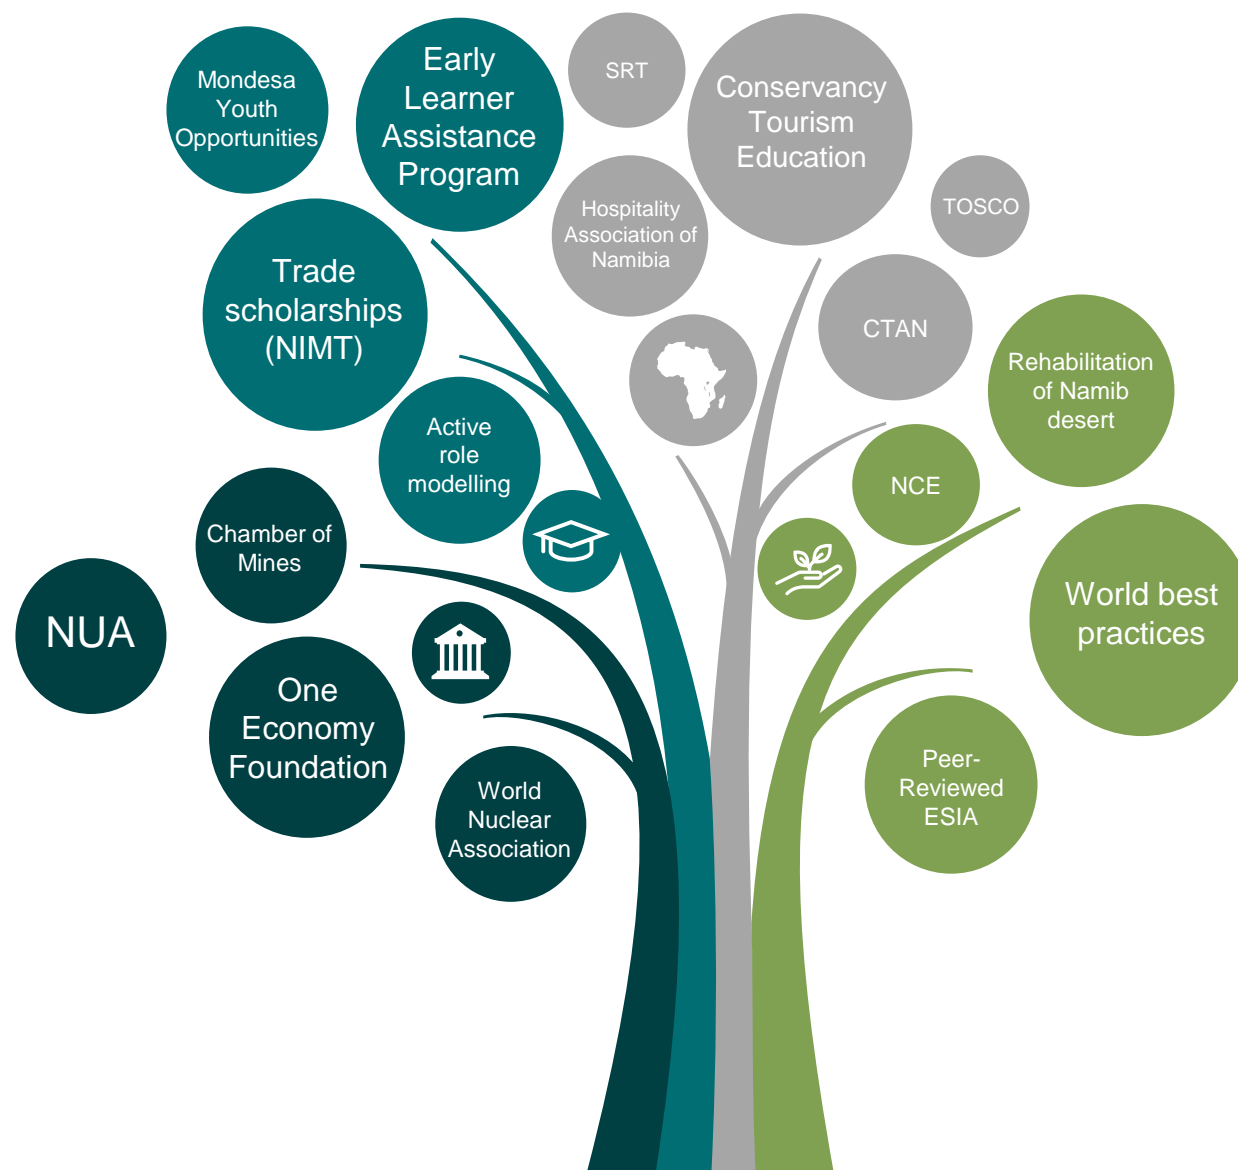 Mondesa
Youth
Opportunities
Early
Learner
Assistance
Program
SRT
Conservancy
Tourism
Education
Hospitality
Association of
Namibia
TOSCO
Trade
scholarships
(NIMT)
CTAN
Rehabilitation
of Namib
desert
Active
role
modelling
NCE
Chamber of
Mines
NUA
World best
practices
One
Economy
Foundation
World
Nuclear
Association
Peer-
Reviewed
ESIA